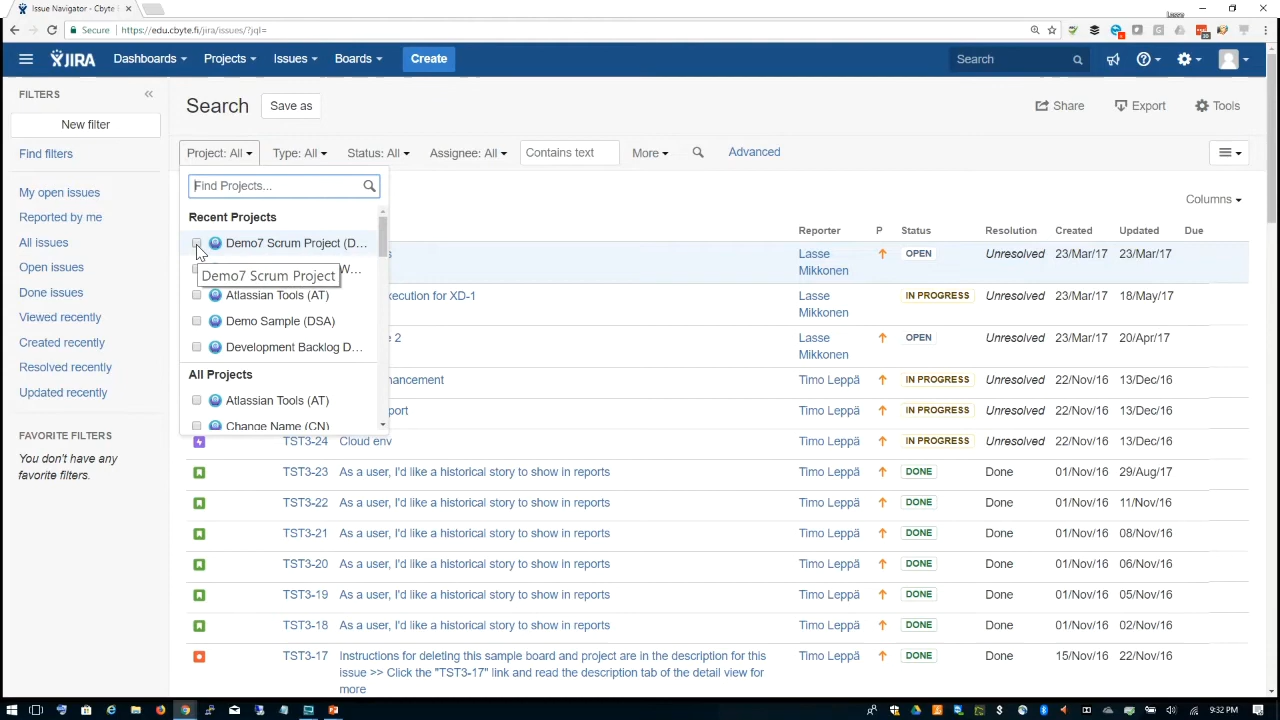 Issue Navigator - Cbyte E
Lassone
Secure
https://edu.cbyte.fi/jira/issues/?jql=
JIRA Dashboards Projects Issues Boards Create Search
FILTERS
New filter
Find filters
My open issues
Reported by me
All issues
Open issues
Done issues
Viewed recently
Created recently
Resolved recently
Updated recently
FAVORITE FILTERS
You don't have any
favorite filters.
Search Save as Share Export Tools
Project: All Type: All Status: All Assignee: All Contains text More Advanced
Find Projects...
Recent Projects
Demo7 Scrum Project (D...
W...
Demo7 Scrum Project
Atlassian Tools (AT)
Demo Sample (DSA)
Development Backlog D...
All Projects
Atlassian Tools (AT)
Change Name (CN)
Columns
Reporter P Status Resolution Created Updated Due
s Lasse Mikkonen OPEN Unresolved 23/Mar/17 23/Mar/17
xecution for XD-1 Lasse Mikkonen IN PROGRESS Unresolved 23/Mar/17 18/May/17
e 2 Lasse Mikkonen OPEN Unresolved 23/Mar/17 20/Apr/17
hancement Timo Leppä IN PROGRESS Unresolved 22/Nov/16 13/Dec/16
port Timo Leppä IN PROGRESS Unresolved 22/Nov/16 13/Dec/16
TST3-24 Cloud env Timo Leppä IN PROGRESS Unresolved 22/Nov/16 13/Dec/16
TST3-23 As a user, I'd like a historical story to show in reports Timo Leppä DONE Done 01/Nov/16 29/Aug/17
TST3-22 As a user, I'd like a historical story to show in reports Timo Leppä DONE Done 01/Nov/16 11/Nov/16
TST3-21 As a user, I'd like a historical story to show in reports Timo Leppä DONE Done 01/Nov/16 08/Nov/16
TST3-20 As a user, I'd like a historical story to show in reports Timo Leppä DONE Done 01/Nov/16 06/Nov/16
TST3-19 As a user, I'd like a historical story to show in reports Timo Leppä DONE Done 01/Nov/16 05/Nov/16
TST3-18 As a user, I'd like a historical story to show in reports Timo Leppä DONE Done 01/Nov/16 02/Nov/16
TST3-17 Instructions for deleting this sample board and project are in the description for this Timo Leppä DONE Done 15/Nov/16 22/Nov/16
issue >> Click the "TST3-17" link and read the description tab of the detail view for
more
9:32 PM